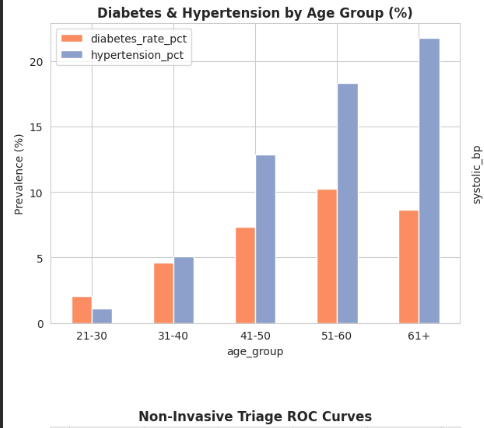 Diabetes & Hypertension by Age Group (%)
diabetes_rate_pct
hypertension_pct
20
15
10
5
0
Prevalence (%)
systolic_bp
21-30 31-40 41-50 51-60 61+
age_group
Non-Invasive Triage ROC Curves